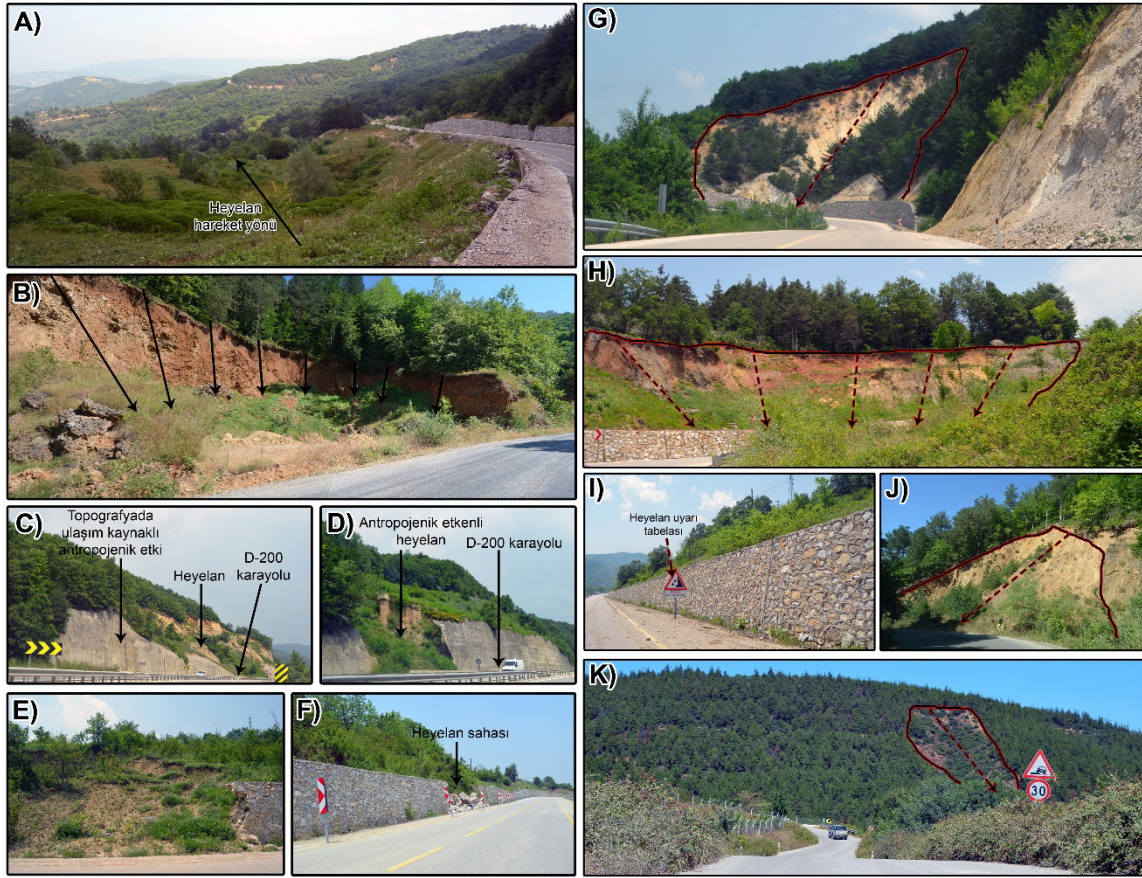 A)
Heyelan
hareket yönü
B)
C)
Topografyada
ulaşım kaynaklı
antropojenik etki
Heyelan
D-200
karayolu
D)
Antropojenik etkenli
heyelan
D-200 karayolu
E)
F)
Heyelan sahası
G)
H)
I)
Heyelan uyarı
tabelası
J)
K)
30